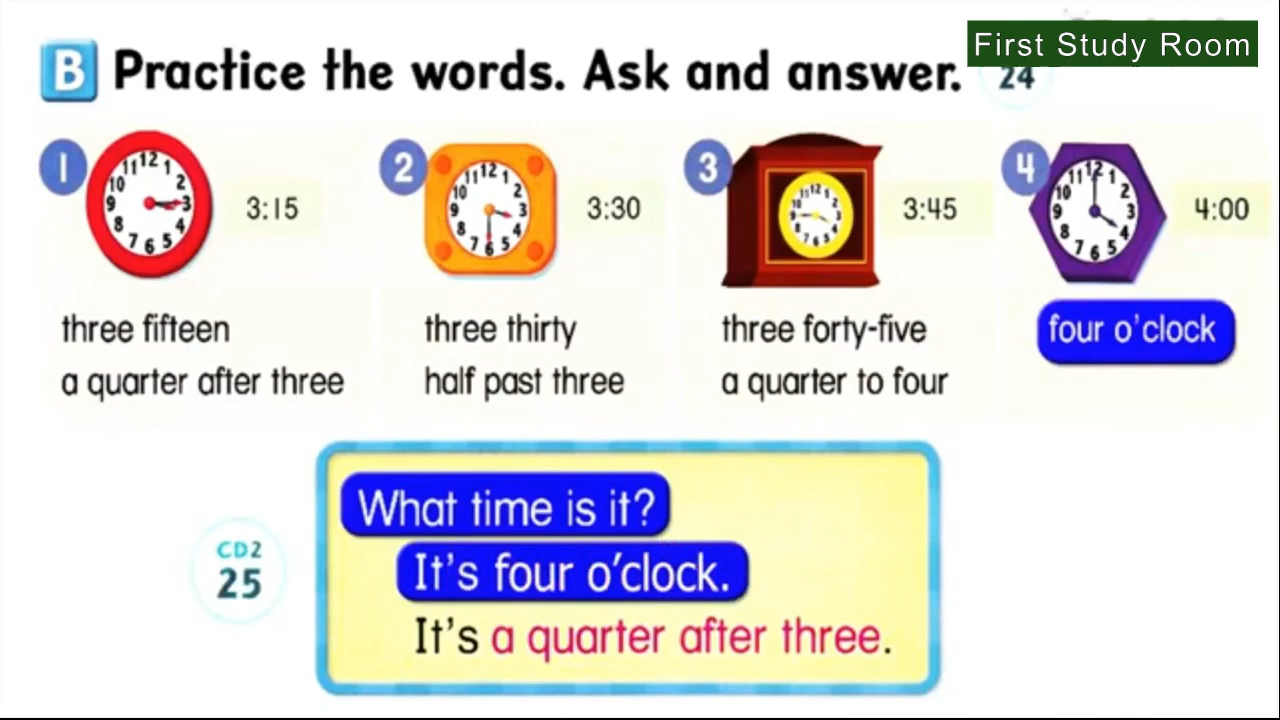 First Study Room
B Practice the words. Ask and answer. 24
1 3:15
three fifteen
a quarter after three
2 3:30
three thirty
half past three
3 3:45
three forty-five
a quarter to four
4 4:00
four o'clock
CD2
25
What time is it?
It's four o'clock.
It's a quarter after three.